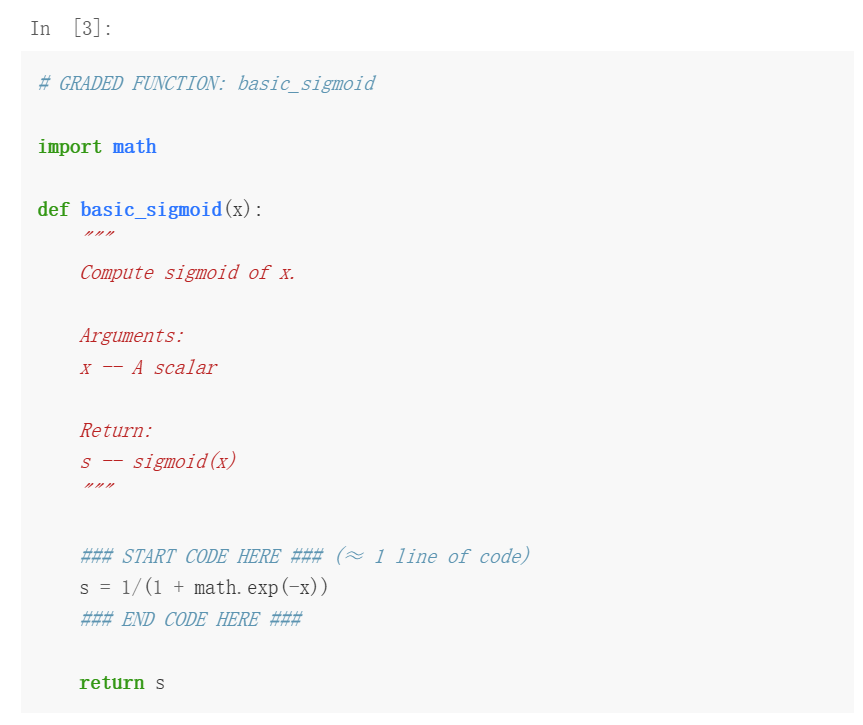 In [3]:
# GRADED FUNCTION: basic_sigmoid
import math
def basic_sigmoid(x):
"""
Compute sigmoid of x.
Arguments:
x -- A scalar
Return:
s -- sigmoid(x)
"""
### START CODE HERE ### (≈ 1 line of code)
s = 1/(1 + math.exp(-x))
### END CODE HERE ###
return s